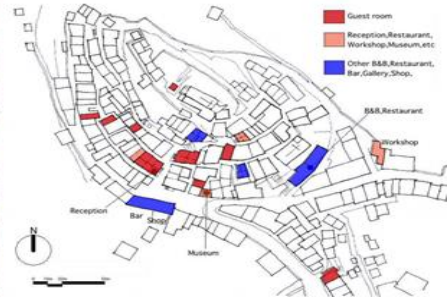 Guest room
Reception,Restaurant,
Workshop,Museum,etc
Other B&B,Restaurant,
Bar,Gallery,Shop,
B&B,Restaurant
Workshop
Reception
Bar
Shop
Museum
N